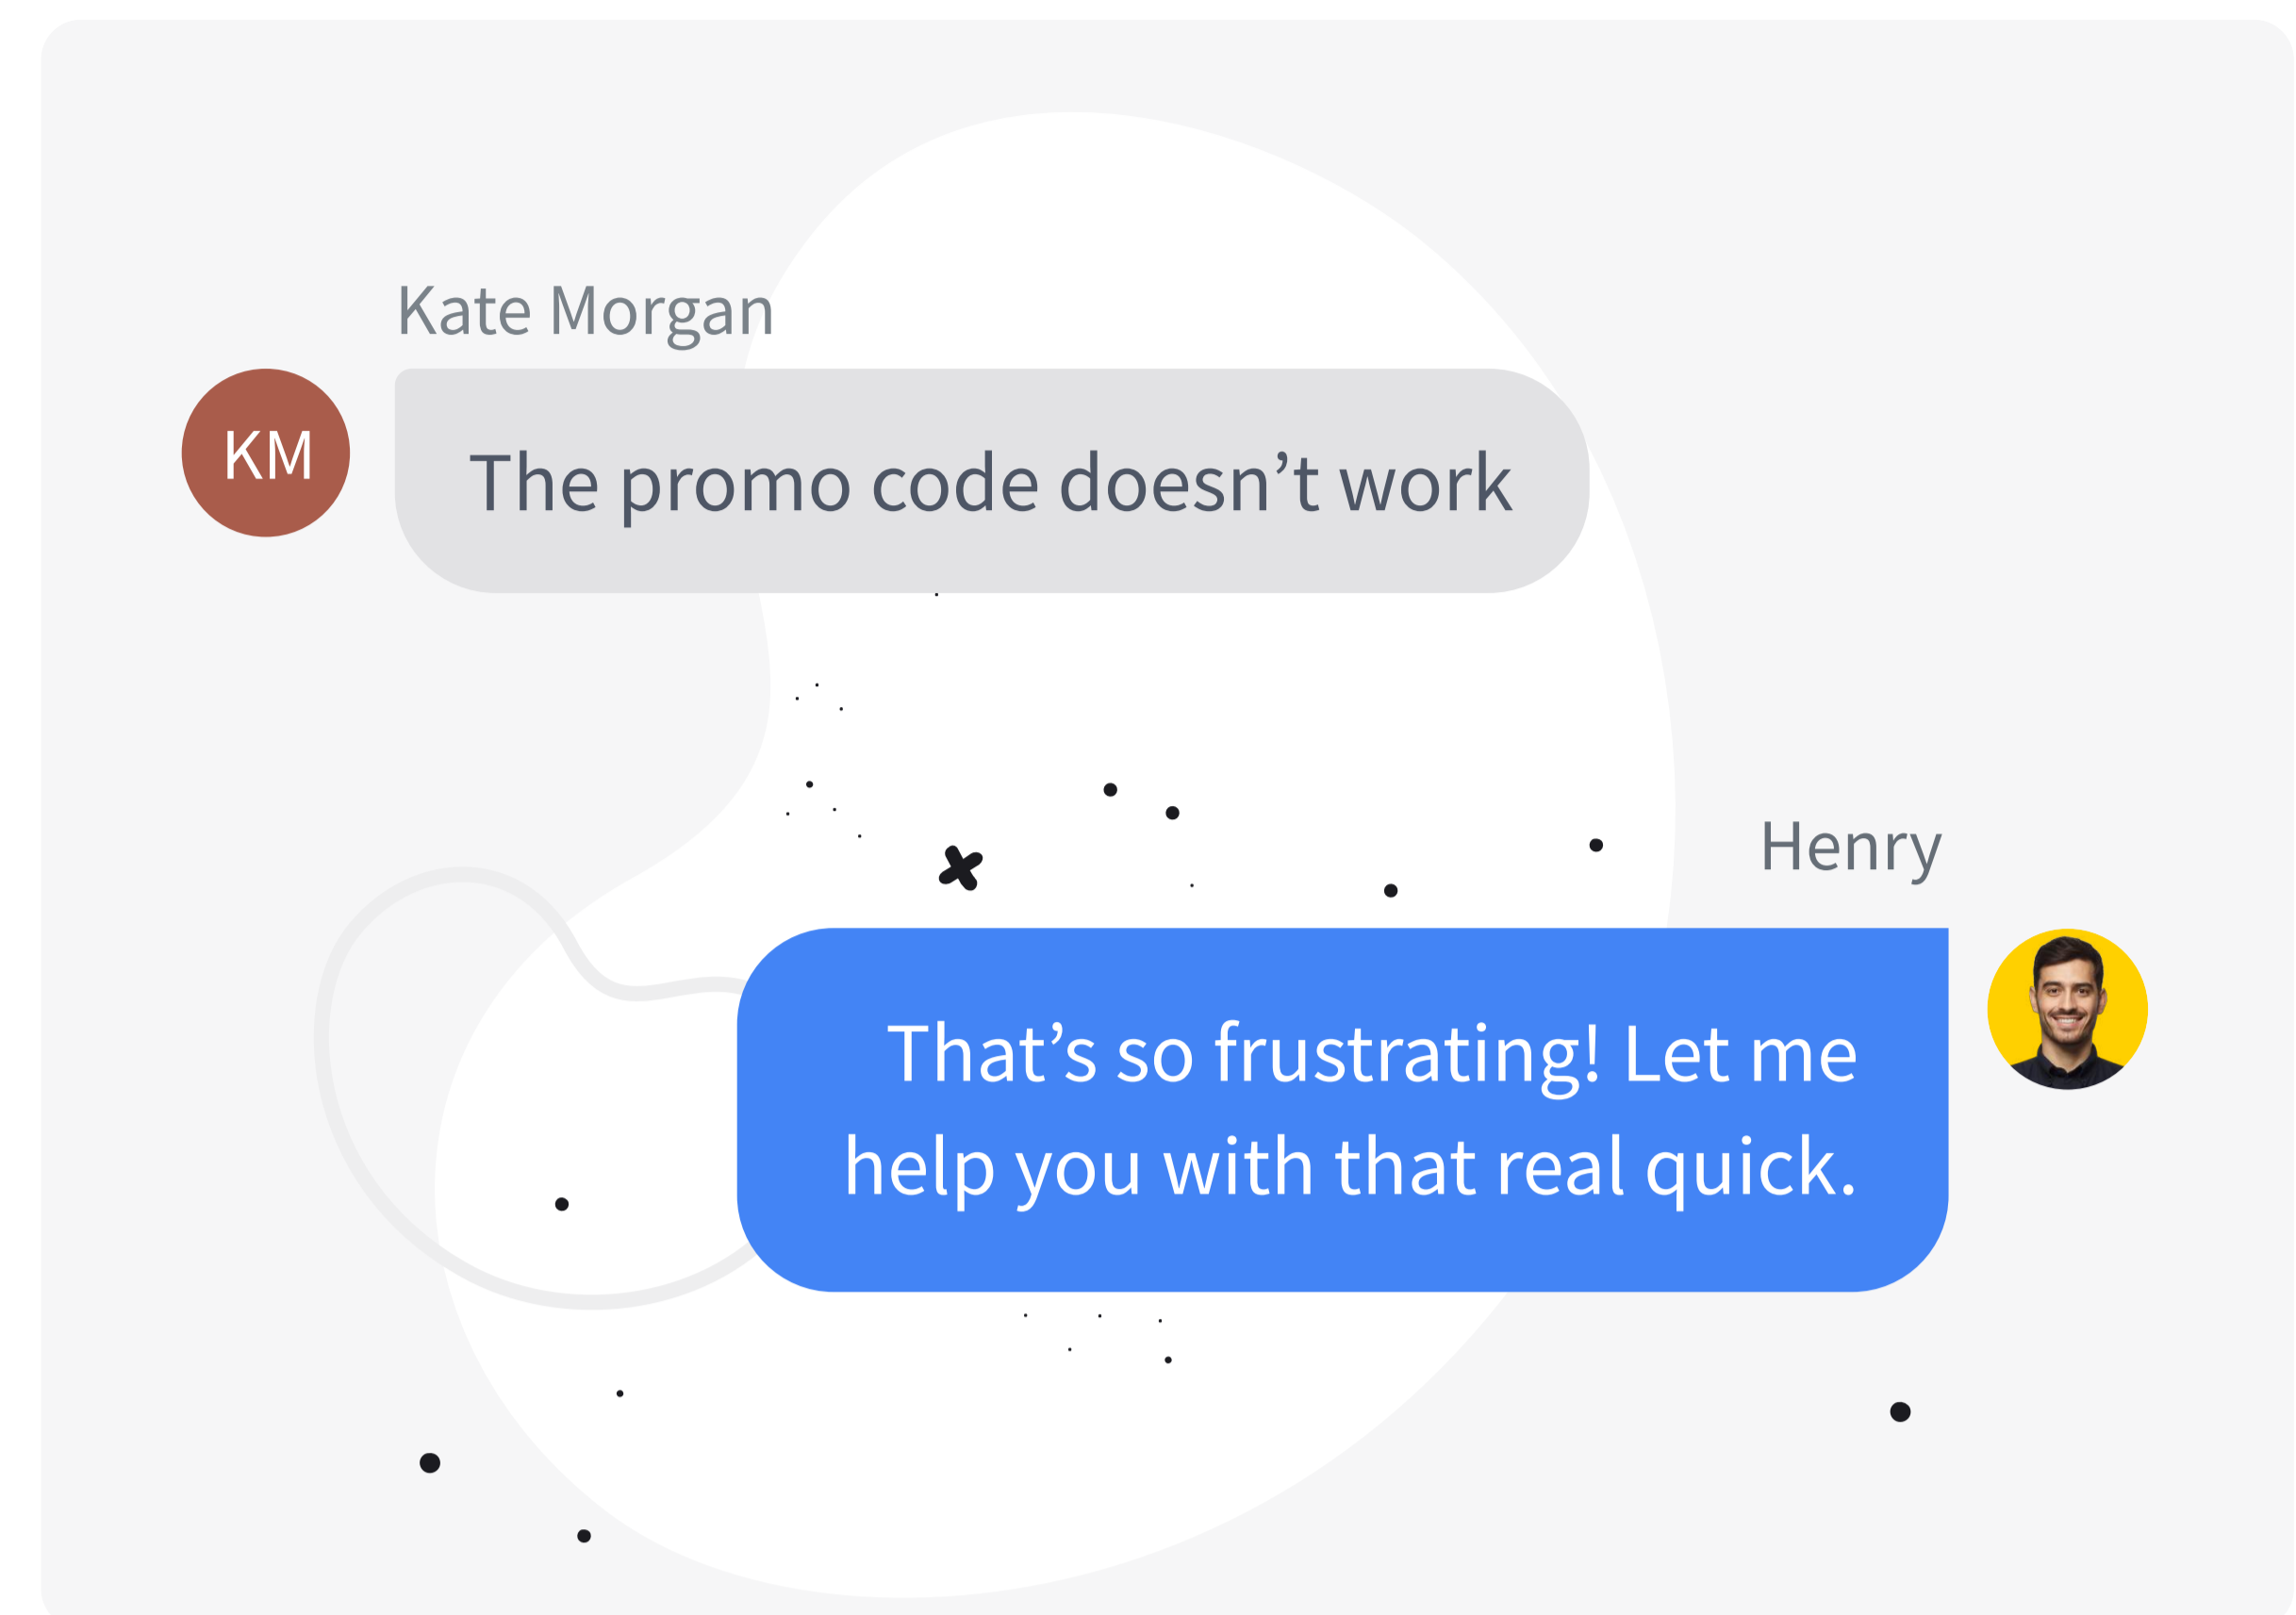 Kate Morgan
KM
The promo code doesn’t work
Henry
That’s so frustrating! Let me
help you with that real quick.